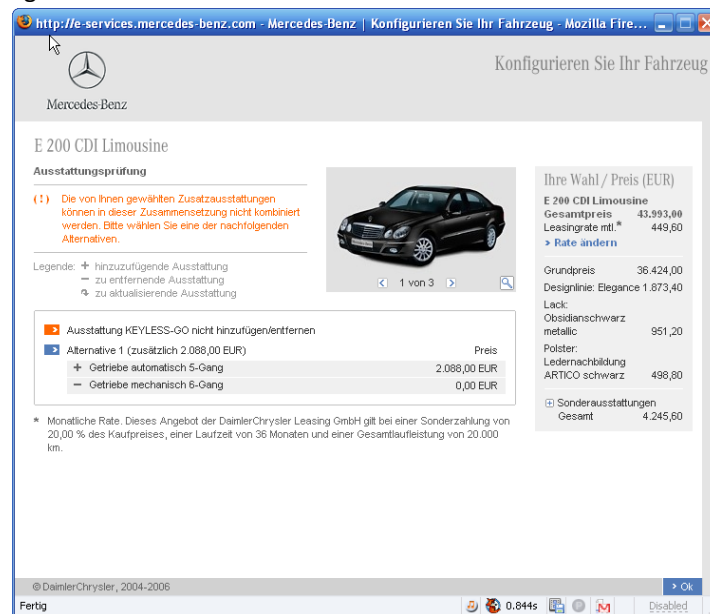 http://e-services.mercedes-benz.com - Mercedes-Benz | Konfigurieren Sie Ihr Fahrzeug - Mozilla Fire...
Konfigurieren Sie Ihr Fahrzeug
Mercedes-Benz
E 200 CDI Limousine
Ausstattungsprüfung
(!) Die von Ihnen gewählten Zusatzausstattungen
können in dieser Zusammensetzung nicht kombiniert
werden. Bitte wählen Sie eine der nachfolgenden
Alternativen.
Legende: + hinzuzufügende Ausstattung
− zu entfernende Ausstattung
zu aktualisierende Ausstattung
1 von 3
Ausstattung KEYLESS-GO nicht hinzufügen/entfernen
Alternative 1 (zusätzlich 2.088,00 EUR) Preis
+ Getriebe automatisch 5-Gang 2.088,00 EUR
− Getriebe mechanisch 6-Gang 0,00 EUR
* Monatliche Rate. Dieses Angebot der DaimlerChrysler Leasing GmbH gilt bei einer Sonderzahlung von
20,00 % des Kaufpreises, einer Laufzeit von 36 Monaten und einer Gesamtlaufleistung von 20.000
km.
Ihre Wahl / Preis (EUR)
E 200 CDI Limousine
Gesamtpreis 43.993,00
Leasingrate mtl.* 449,60
> Rate ändern
Grundpreis 36.424,00
Designlinie: Elegance 1.873,40
Lack:
Obsidianschwarz
metallic 951,20
Polster:
Ledernachbildung
ARTICO schwarz 498,80
Sonderausstattungen
Gesamt 4.245,60
© DaimlerChrysler, 2004-2006
> Ok
Fertig
0.844s
Disabled